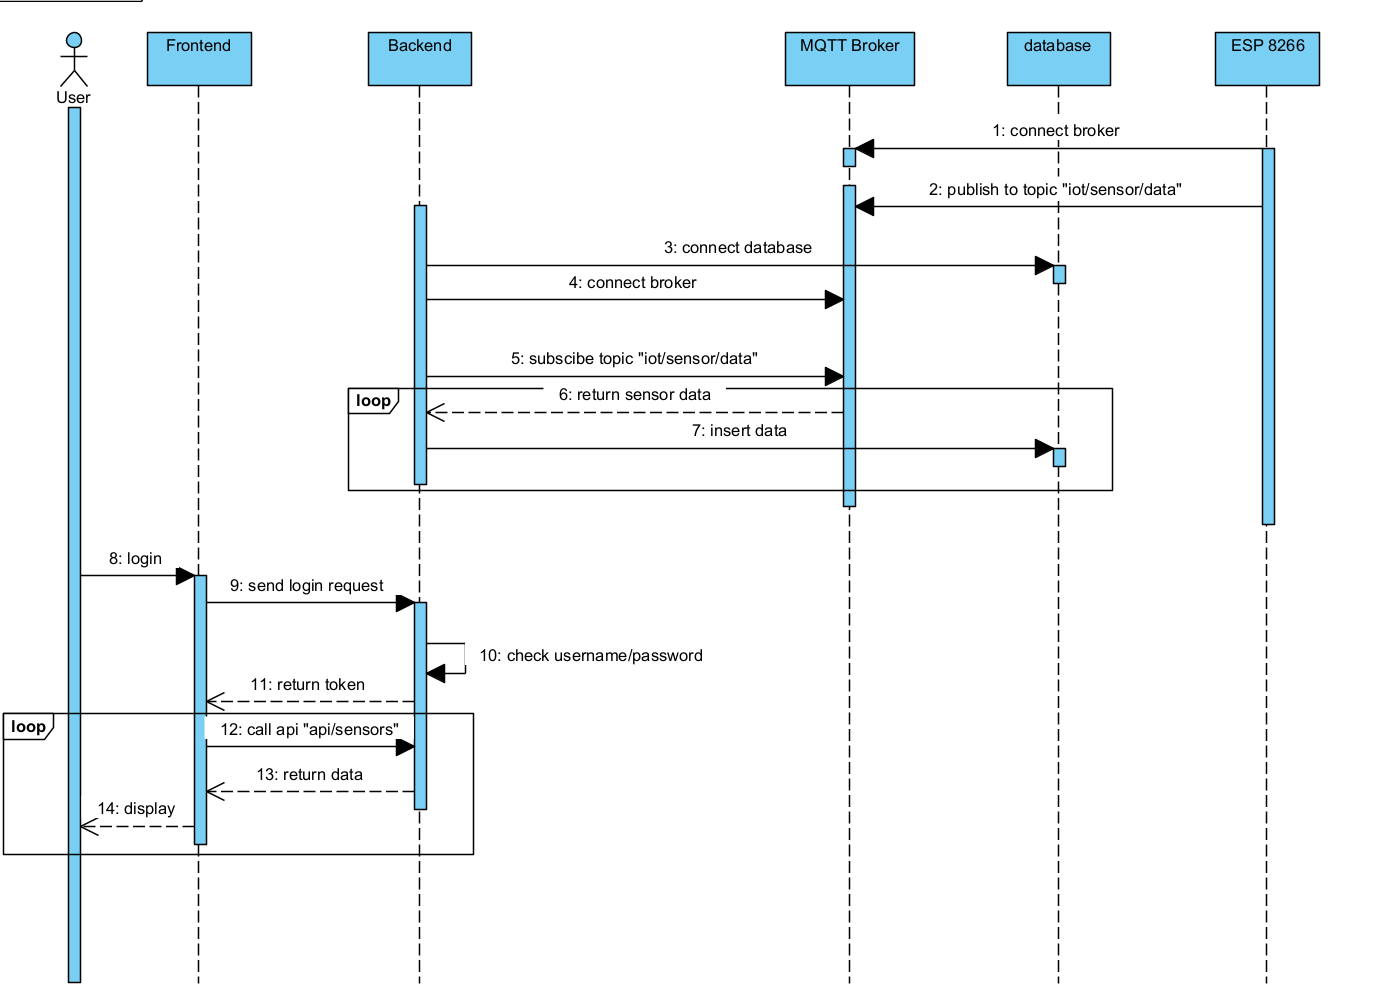 Frontend
Backend
MQTT Broker
database
ESP 8266
User
1: connect broker
2: publish to topic "iot/sensor/data"
3: connect database
4: connect broker
5: subscibe topic "iot/sensor/data"
loop
6: return sensor data
7: insert data
8: login
9: send login request
10: check username/password
11: return token
loop
12: call api "api/sensors"
13: return data
14: display